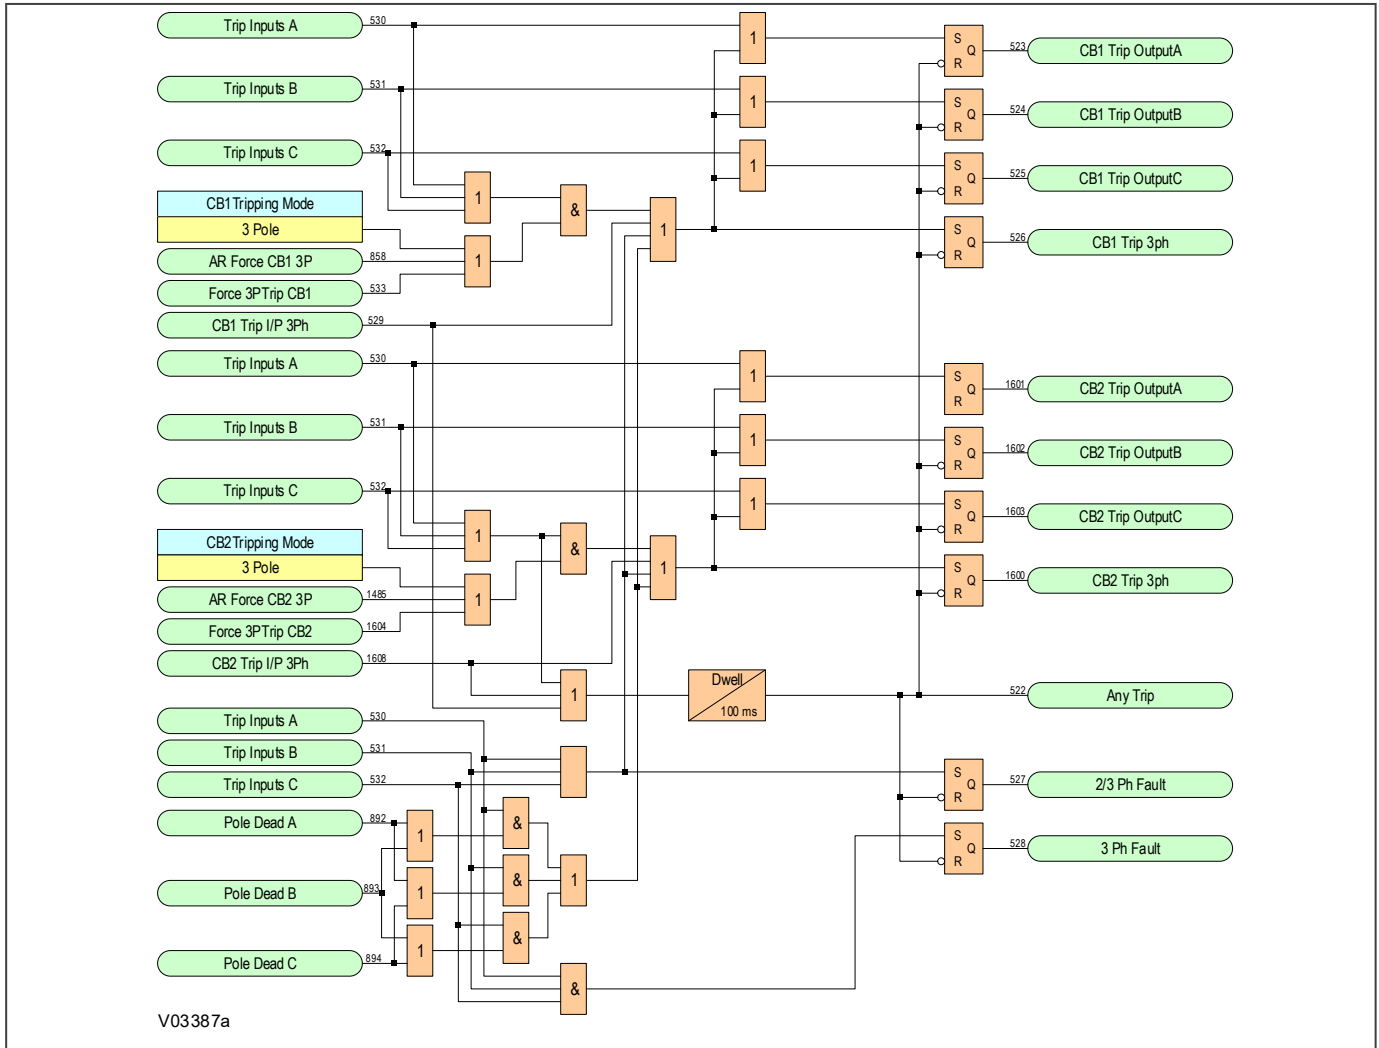 Trip Inputs A 530
1
S Q R
523 CB1 Trip OutputA
Trip Inputs B 531
1
S Q R
524 CB1 Trip OutputB
Trip Inputs C 532
1
S Q R
525 CB1 Trip OutputC
1
&
CB1Tripping Mode
3 Pole
1
S Q R
526 CB1 Trip 3ph
AR Force CB1 3P 858
1
Force 3PTrip CB1 533
CB1 Trip I/P 3Ph 529
Trip Inputs A 530
1
S Q R
1601 CB2 Trip OutputA
Trip Inputs B 531
1
S Q R
1602 CB2 Trip OutputB
Trip Inputs C 532
1
S Q R
1603 CB2 Trip OutputC
1
&
CB2Tripping Mode
3 Pole
1
S Q R
1600 CB2 Trip 3ph
AR Force CB2 3P 1485
1
Force 3PTrip CB2 1604
CB2 Trip I/P 3Ph 1608
1
Dwell
100 ms
522 Any Trip
Trip Inputs A 530
Trip Inputs B 531
Trip Inputs C 532
S Q R
527 2/3 Ph Fault
Pole Dead A 892
1
&
S Q R
528 3 Ph Fault
Pole Dead B 893
1
&
1
Pole Dead C 894
1
&
&
V03387a